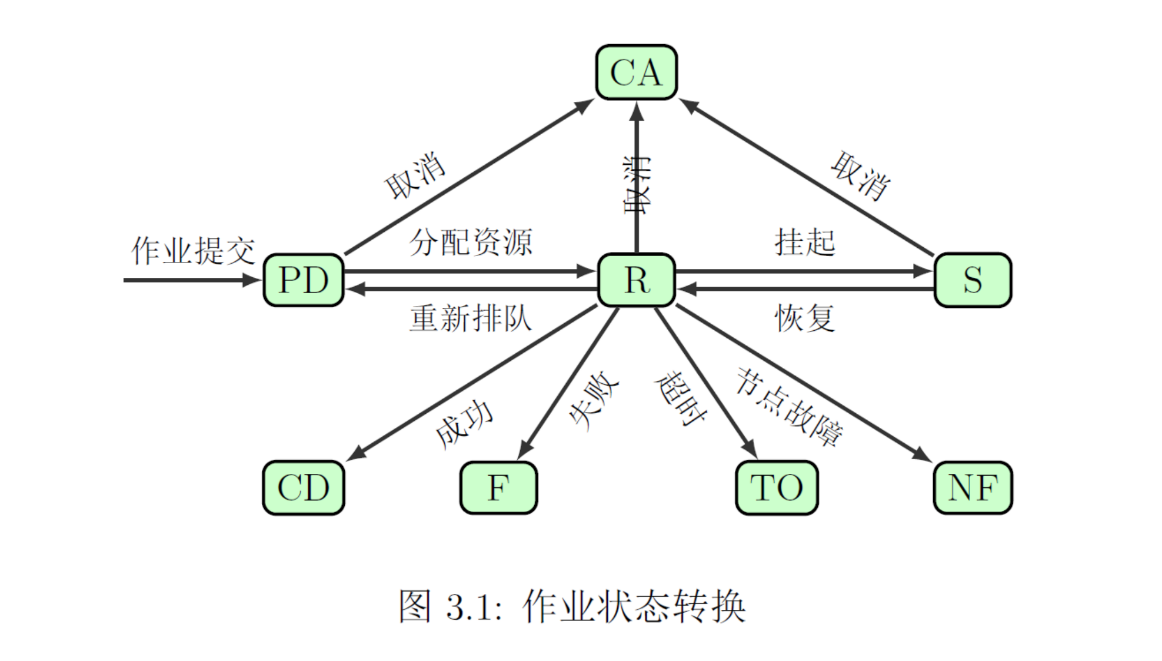 CA
取消
取消
取消
作业提交
分配资源
挂起
PD
R
S
重新排队
恢复
成功
失败
超时
节点故障
CD
F
TO
NF
图 3.1: 作业状态转换